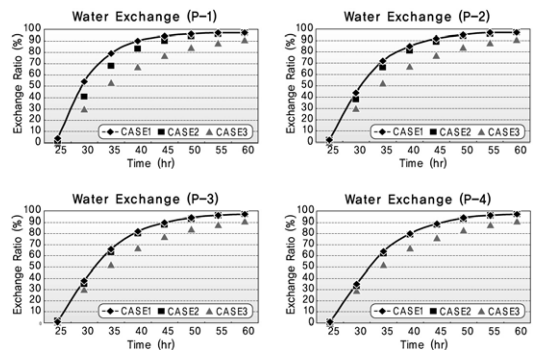 Water Exchange (P-1)
Exchange Ratio (%)
100
90
80
70
60
50
40
30
20
10
0
CASE1 CASE2 CASE3
25 30 35 40 45 50 55 60
Time (hr)
Water Exchange (P-2)
Exchange Ratio (%)
100
90
80
70
60
50
40
30
20
10
0
CASE1 CASE2 CASE3
25 30 35 40 45 50 55 60
Time (hr)
Water Exchange (P-3)
Exchange Ratio (%)
100
90
80
70
60
50
40
30
20
10
0
CASE1 CASE2 CASE3
25 30 35 40 45 50 55 60
Time (hr)
Water Exchange (P-4)
Exchange Ratio (%)
100
90
80
70
60
50
40
30
20
10
0
CASE1 CASE2 CASE3
25 30 35 40 45 50 55 60
Time (hr)